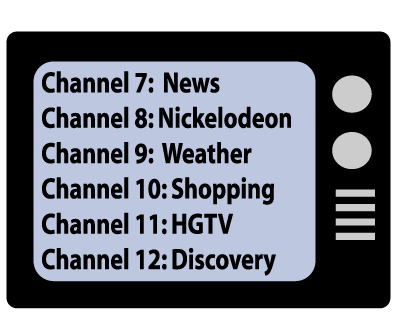 Channel 7: News
Channel 8: Nickelodeon
Channel 9: Weather
Channel 10: Shopping
Channel 11: HGTV
Channel 12: Discovery